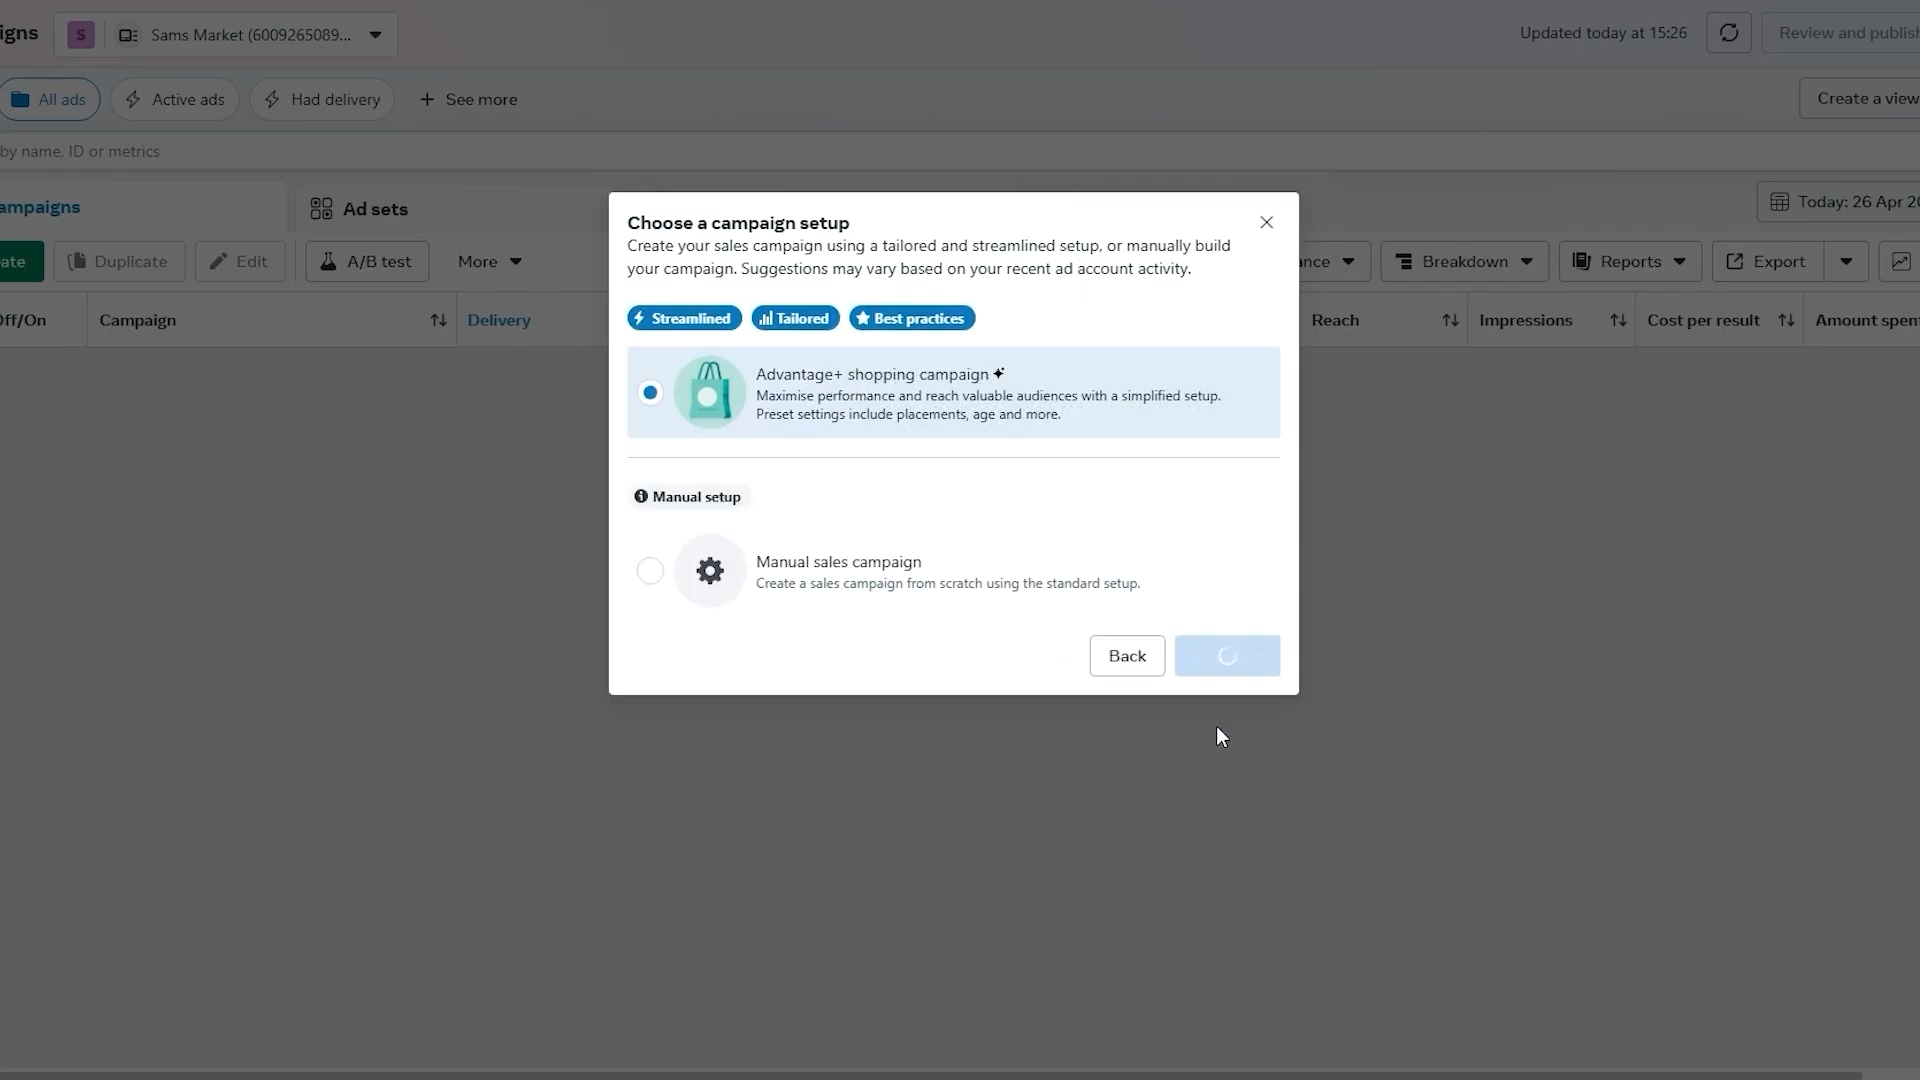 igns
S
Sams Market (6009265089...
Updated today at 15:26
Review and publish
All ads
Active ads
Had delivery
+ See more
Create a view
by name, ID or metrics
ampaigns
Ad sets
Today: 26 Apr 20
ate
Duplicate
Edit
A/B test
More
ance
Breakdown
Reports
Export
Off/On
Campaign
Delivery
Reach
Impressions
Cost per result
Amount spent
Choose a campaign setup
Create your sales campaign using a tailored and streamlined setup, or manually build
your campaign. Suggestions may vary based on your recent ad account activity.
Streamlined
Tailored
Best practices
Advantage+ shopping campaign
Maximise performance and reach valuable audiences with a simplified setup.
Preset settings include placements, age and more.
Manual setup
Manual sales campaign
Create a sales campaign from scratch using the standard setup.
Back